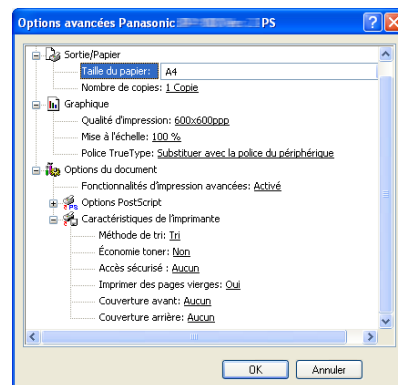 Options avancées Panasonic PS
Sortie/Papier
Taille du papier: A4
Nombre de copies: 1 Copie
Graphique
Qualité d'impression: 600x600ppp
Mise à l'échelle: 100 %
Police TrueType: Substituer avec la police du périphérique
Options du document
Fonctionnalités d'impression avancées: Activé
Options PostScript
Caractéristiques de l'imprimante
Méthode de tri: Tri
Économie toner: Non
Accès sécurisé : Aucun
Imprimer des pages vierges: Oui
Couverture avant: Aucun
Couverture arrière: Aucun
OK Annuler